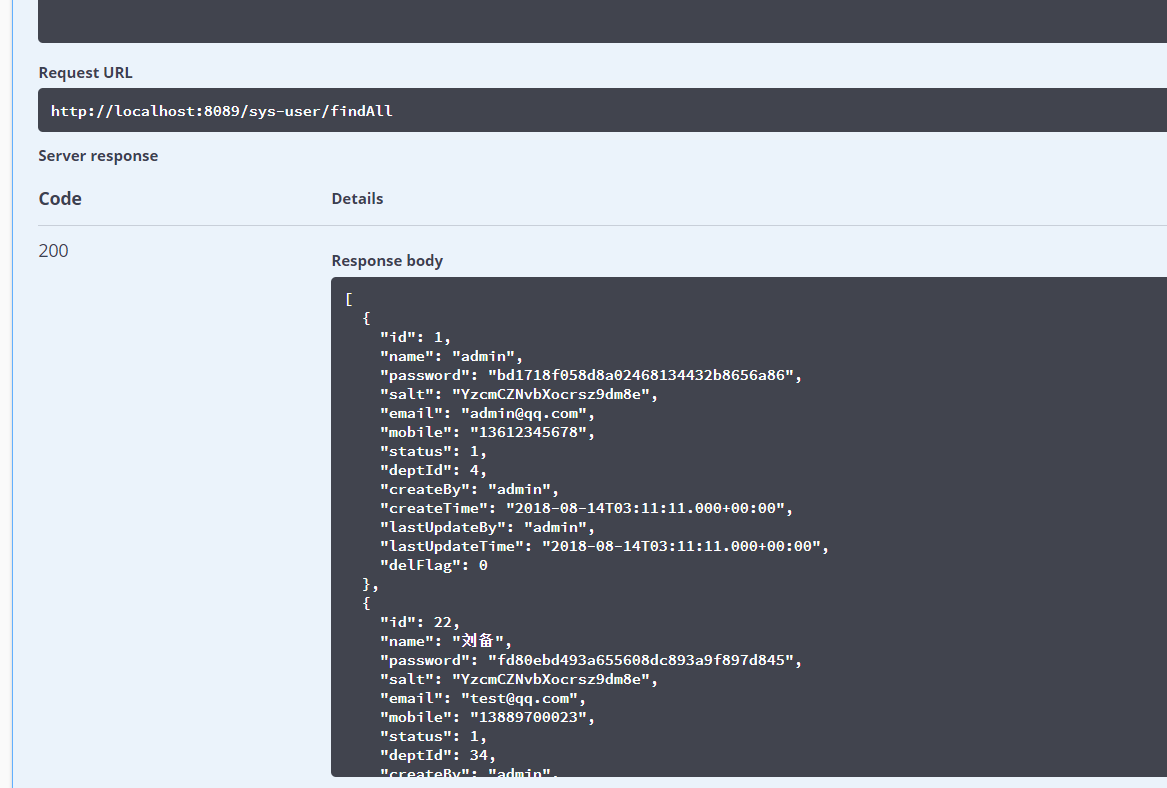 Request URL
http://localhost:8089/sys-user/findAll
Server response
Code Details
200
Response body
[
{
"id": 1,
"name": "admin",
"password": "bd1718f058d8a02468134432b8656a86",
"salt": "YzcmCZNvbXocrsz9dm8e",
"email": "admin@qq.com",
"mobile": "13612345678",
"status": 1,
"deptId": 4,
"createBy": "admin",
"createTime": "2018-08-14T03:11:11.000+00:00",
"lastUpdateBy": "admin",
"lastUpdateTime": "2018-08-14T03:11:11.000+00:00",
"delFlag": 0
},
{
"id": 22,
"name": "刘备",
"password": "fd80ebd493a655608dc893a9f897d845",
"salt": "YzcmCZNvbXocrsz9dm8e",
"email": "test@qq.com",
"mobile": "13889700023",
"status": 1,
"deptId": 34,
"createBy": "admin",